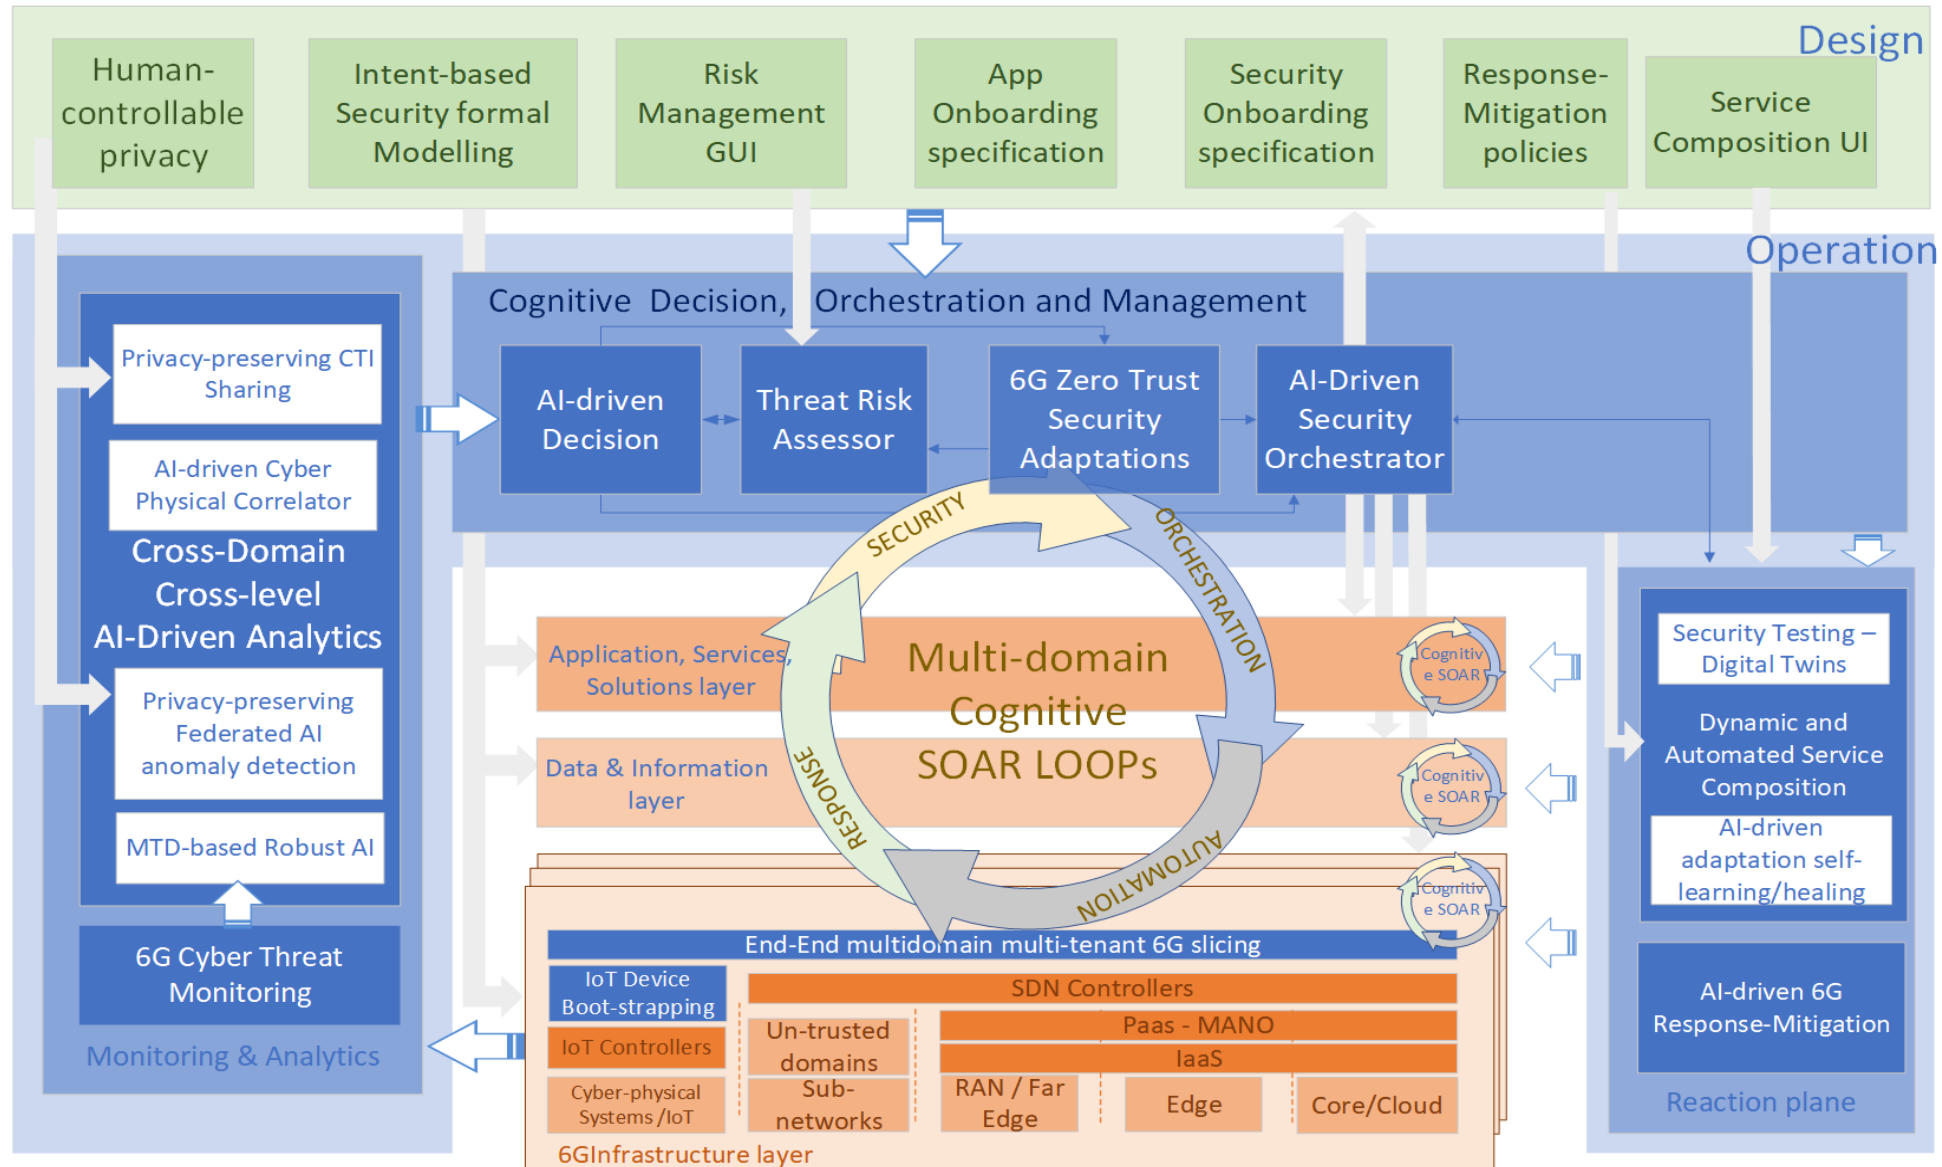 Design
Human-
controllable
privacy
Intent-based
Security formal
Modelling
Risk
Management
GUI
App
Onboarding
specification
Security
Onboarding
specification
Response-
Mitigation
policies
Service
Composition UI
Operation
Cognitive Decision, Orchestration and Management
AI-driven
Decision
Threat Risk
Assessor
6G Zero Trust
Security
Adaptations
AI-Driven
Security
Orchestrator
Privacy-preserving CTI
Sharing
AI-driven Cyber
Physical Correlator
Cross-Domain
Cross-level
AI-Driven Analytics
Privacy-preserving
Federated AI
anomaly detection
MTD-based Robust AI
6G Cyber Threat
Monitoring
Monitoring & Analytics
SECURITY
ORCHESTRATION
AUTOMATION
RESPONSE
Multi-domain
Cognitive
SOAR LOOPs
Application, Services,
Solutions layer
Cognitiv
e SOAR
Data & Information
layer
Cognitiv
e SOAR
Cognitiv
e SOAR
End-End multidomain multi-tenant 6G slicing
IoT Device
Boot-strapping
SDN Controllers
IoT Controllers
Un-trusted
domains
Paas - MANO
IaaS
Cyber-physical
Systems /IoT
Sub-
networks
RAN / Far
Edge
Edge
Core/Cloud
6GInfrastructure layer
Security Testing –
Digital Twins
Dynamic and
Automated Service
Composition
AI-driven
adaptation self-
learning/healing
AI-driven 6G
Response-Mitigation
Reaction plane